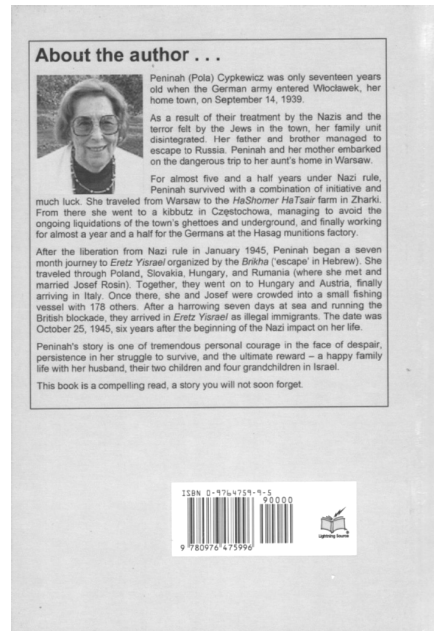 About the author . . .
Peninah (Pola) Cypkewicz was only seventeen years
old when the German army entered Włocławek, her
home town, on September 14, 1939.
As a result of their treatment by the Nazis and the
terror felt by the Jews in the town, her family unit
disintegrated. Her father and brother managed to
escape to Russia. Peninah and her mother embarked
on the dangerous trip to her aunt's home in Warsaw.
For almost five and a half years under Nazi rule,
Peninah survived with a combination of initiative and
much luck. She traveled from Warsaw to the HaShomer HaTsair farm in Zharki.
From there she went to a kibbutz in Częstochowa, managing to avoid the
ongoing liquidations of the town's ghettoes and underground, and finally working
for almost a year and a half for the Germans at the Hasag munitions factory.
After the liberation from Nazi rule in January 1945, Peninah began a seven
month journey to Eretz Yisrael organized by the Brikha ('escape' in Hebrew). She
traveled through Poland, Slovakia, Hungary, and Rumania (where she met and
married Josef Rosin). Together, they went on to Hungary and Austria, finally
arriving in Italy. Once there, she and Josef were crowded into a small fishing
vessel with 178 others. After a harrowing seven days at sea and running the
British blockade, they arrived in Eretz Yisrael as illegal immigrants. The date was
October 25, 1945, six years after the beginning of the Nazi impact on her life.
Peninah's story is one of tremendous personal courage in the face of despair,
persistence in her struggle to survive, and the ultimate reward – a happy family
life with her husband, their two children and four grandchildren in Israel.
This book is a compelling read, a story you will not soon forget.
ISBN 0-9764759-9-5
90000
9 780976 475996
Lightning Source